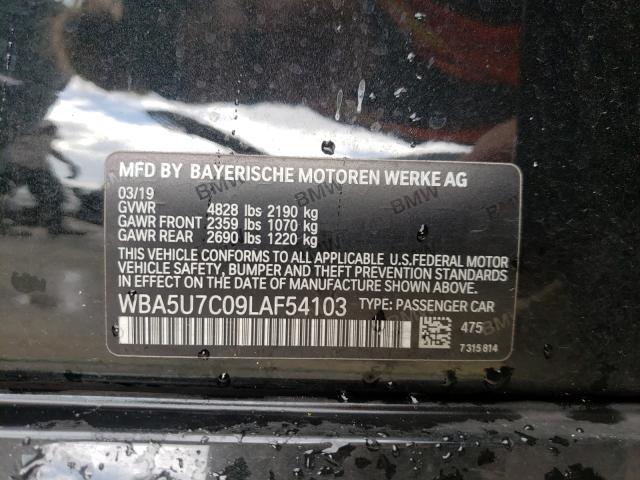 MFD BY BAYERISCHE MOTOREN WERKE AG
03/19
GVWR 4828 lbs 2190 kg
GAWR FRONT 2359 lbs 1070 kg
GAWR REAR 2690 lbs 1220 kg
THIS VEHICLE CONFORMS TO ALL APPLICABLE U.S.FEDERAL MOTOR
VEHICLE SAFETY, BUMPER AND THEFT PREVENTION STANDARDS
IN EFFECT ON THE DATE OF MANUFACTURE SHOWN ABOVE.
WBA5U7C09LAF54103 TYPE: PASSENGER CAR
475
7315814